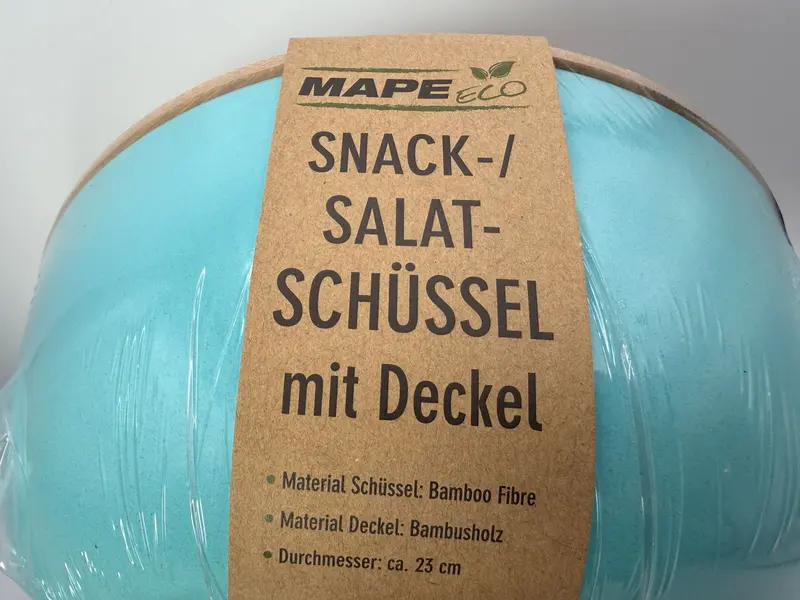 MAPE ECO
SNACK-/
SALAT-
SCHÜSSEL
mit Deckel
• Material Schüssel: Bamboo Fibre
• Material Deckel: Bambusholz
• Durchmesser: ca. 23 cm